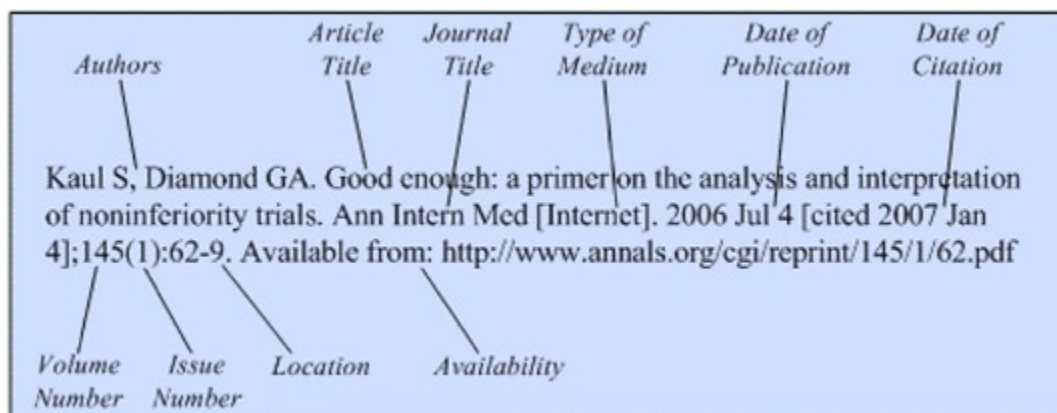 Article Journal Type of Date of Date of
Authors Title Title Medium Publication Citation
Kaul S, Diamond GA. Good enough: a primer on the analysis and interpretation
of noninferiority trials. Ann Intern Med [Internet]. 2006 Jul 4 [cited 2007 Jan
4];145(1):62-9. Available from: http://www.annals.org/cgi/reprint/145/1/62.pdf
Volume Issue Location Availability
Number Number